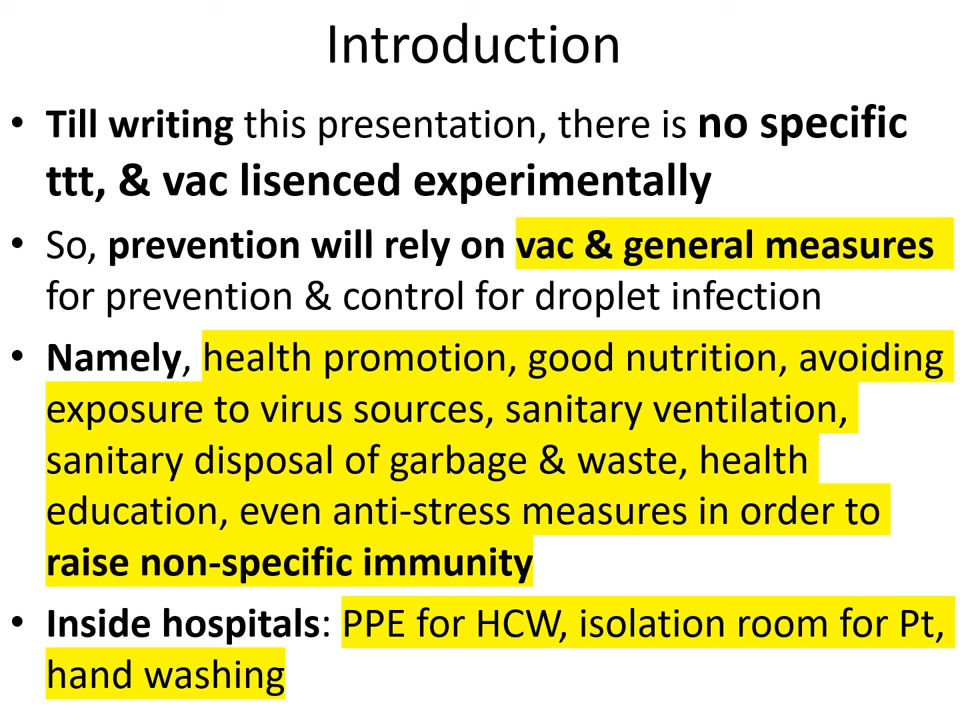 Introduction
• Till writing this presentation, there is no specific
ttt, & vac lisenced experimentally
• So, prevention will rely on vac & general measures
for prevention & control for droplet infection
• Namely, health promotion, good nutrition, avoiding
exposure to virus sources, sanitary ventilation,
sanitary disposal of garbage & waste, health
education, even anti-stress measures in order to
raise non-specific immunity
• Inside hospitals: PPE for HCW, isolation room for Pt,
hand washing